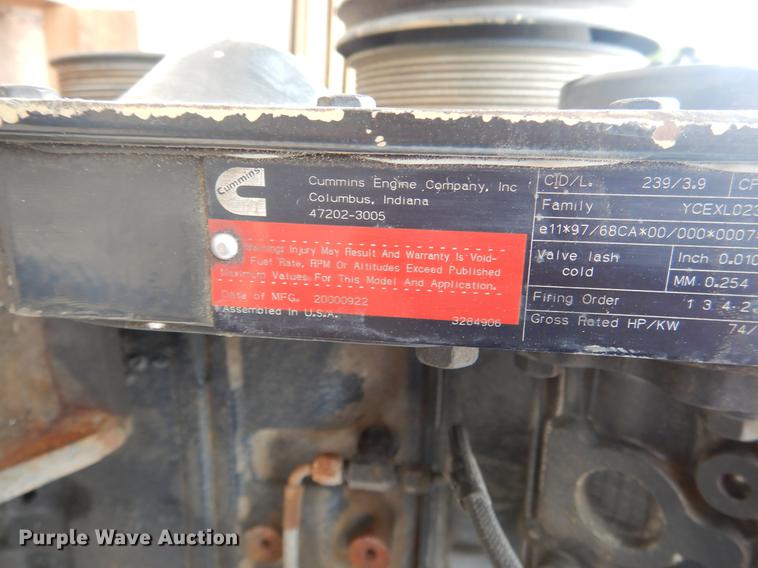 Cummins
Cummins Engine Company, Inc
Columbus, Indiana
47202-3005
Warning: Injury May Result And Warranty Is Void-
Fuel Rate, RPM Or Altitudes Exceed Published
Maximum Values For This Model And Application.
Date of MFG. 20000922
Assembled In U.S.A. 3284906
CID/L. 239/3.9 CP
Family YCEXL023
e11*97/68CA*00/000*0007
Valve lash Inch 0.010
cold MM 0.254
Firing Order 1 3 4-2
Gross Rated HP/KW 74/
Purple Wave Auction